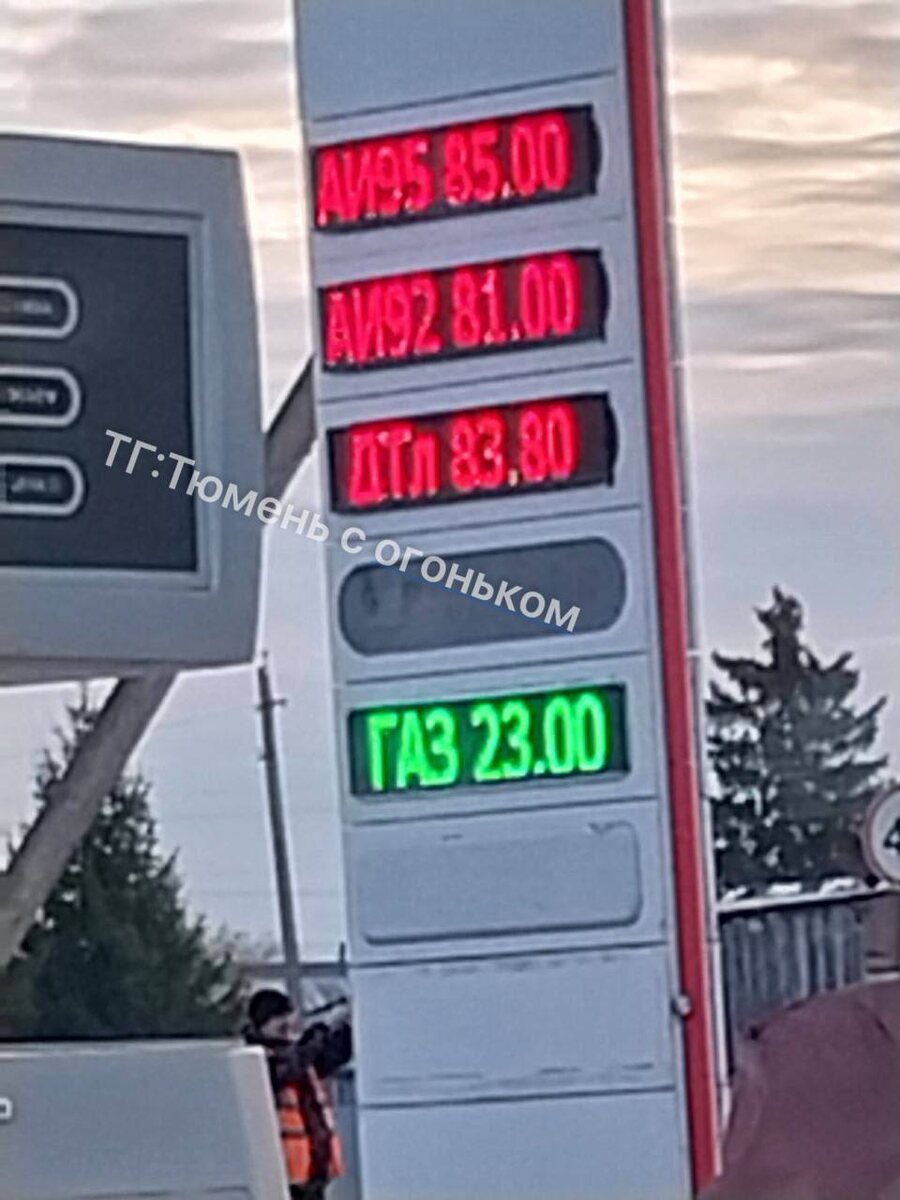 АИ95 85.00
АИ92 81.00
ДТл 83.80
ТГ:Тюмень с огоньком
ГАЗ 23.00